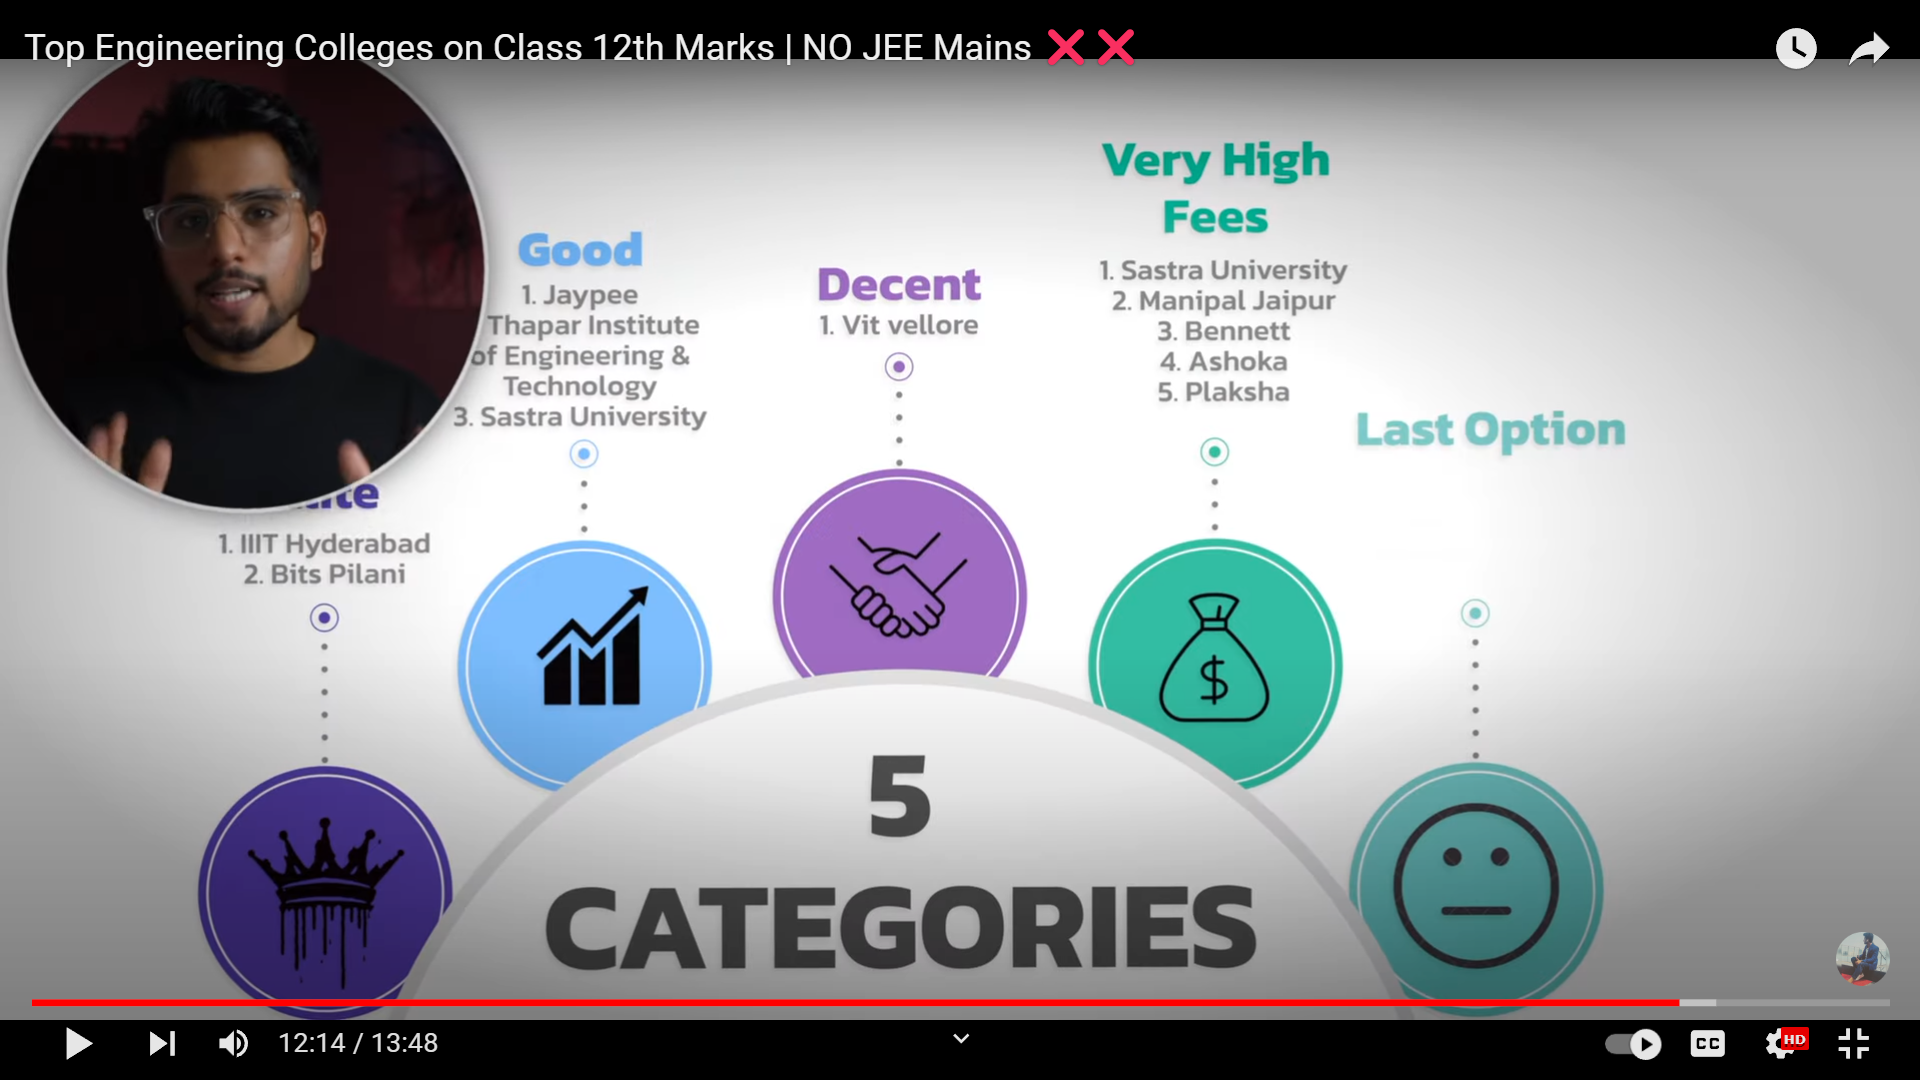 Top Engineering Colleges on Class 12th Marks | NO JEE Mains ❌❌
Very High
Fees
1. Sastra University
2. Manipal Jaipur
3. Bennett
4. Ashoka
5. Plaksha
Good
1. Jaypee
Thapar Institute
of Engineering &
Technology
3. Sastra University
Decent
1. Vit vellore
Last Option
1. IIIT Hyderabad
2. Bits Pilani
$
5
CATEGORIES
12:14 / 13:48
CC
HD